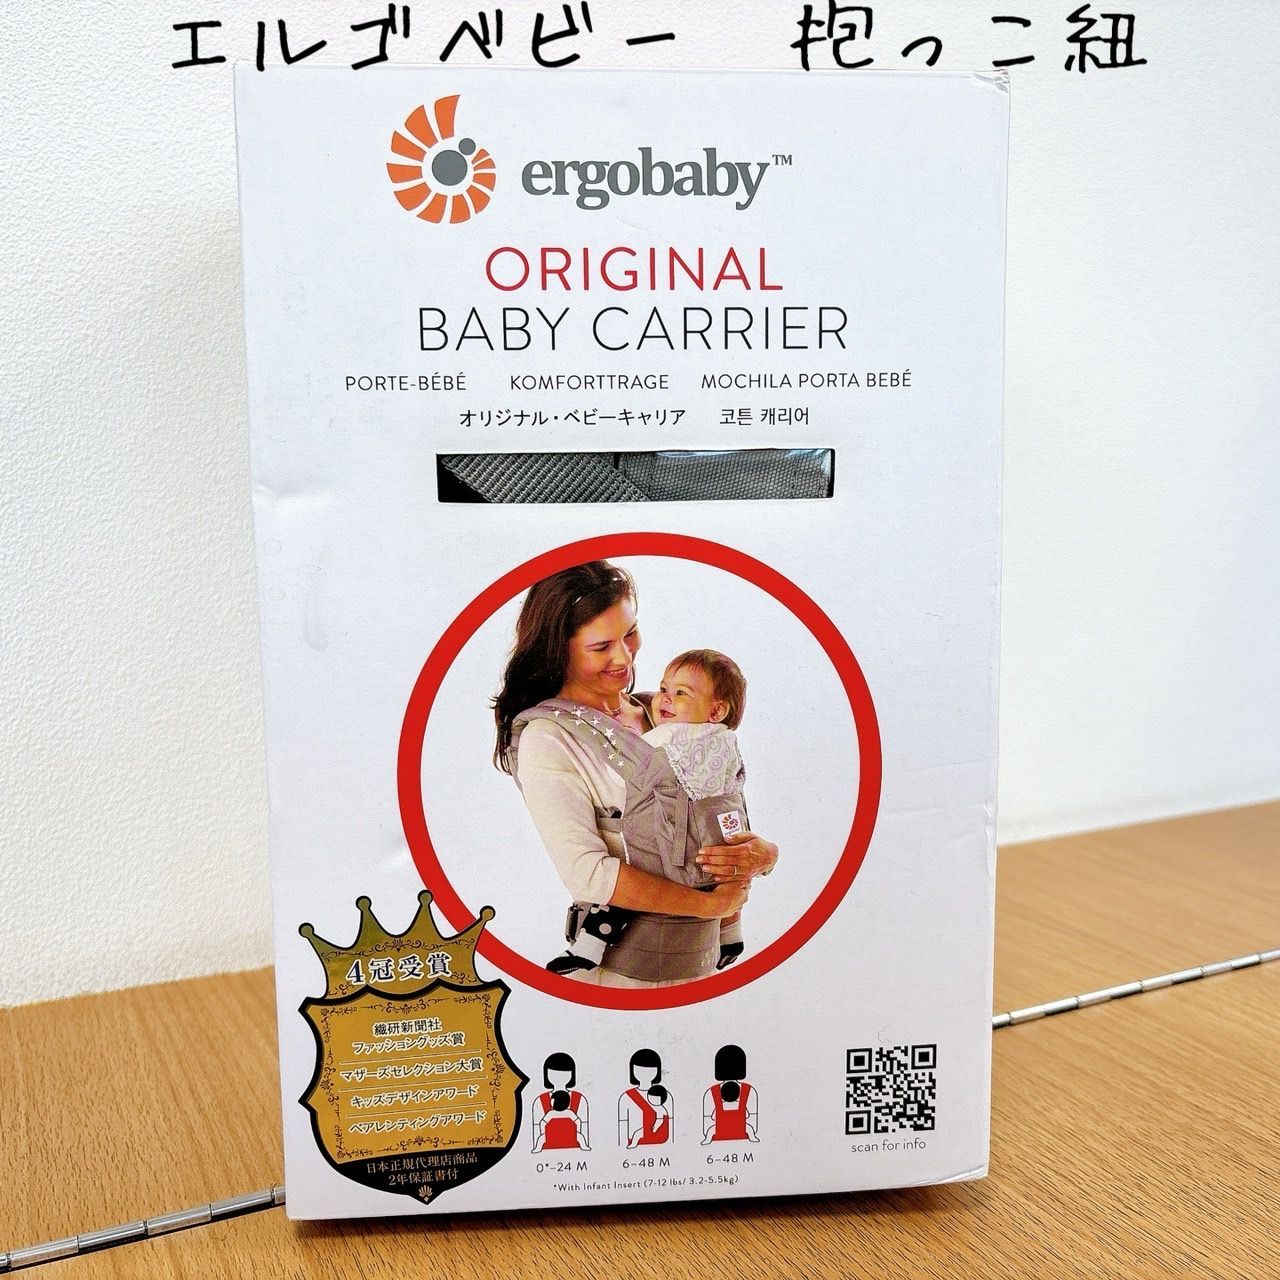 エルゴベビー 抱っこ紐
ergobaby™
ORIGINAL
BABY CARRIER
PORTE-BÉBÉ KOMFORTTRAGE MOCHILA PORTA BEBÉ
オリジナル・ベビーキャリア 코튼 캐리어
4冠受賞
繊研新聞社
ファッショングッズ賞
マザーズセレクション大賞
キッズデザインアワード
ペアレンティングアワード
日本正規代理店商品
2年保証書付
0*–24 M 6–48 M 6–48 M
*With Infant Insert (7-12 lbs/ 3.2-5.5kg)
scan for info